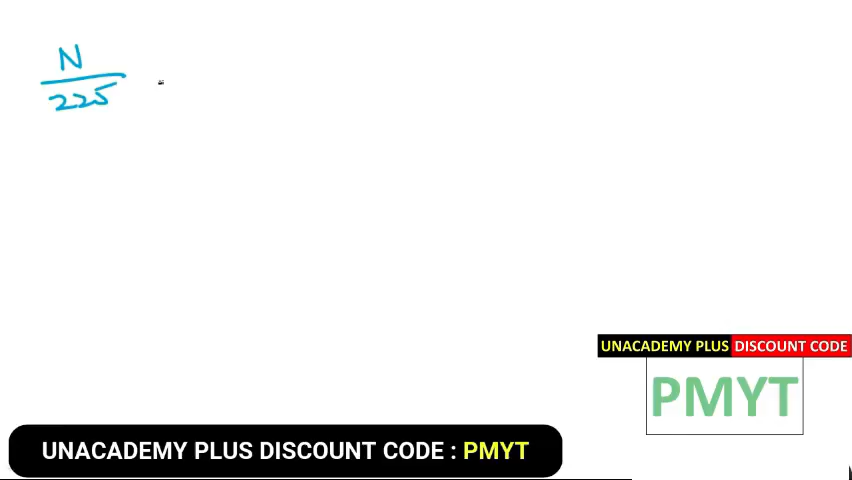 N
225
UNACADEMY PLUS DISCOUNT CODE
PMYT
UNACADEMY PLUS DISCOUNT CODE : PMYT